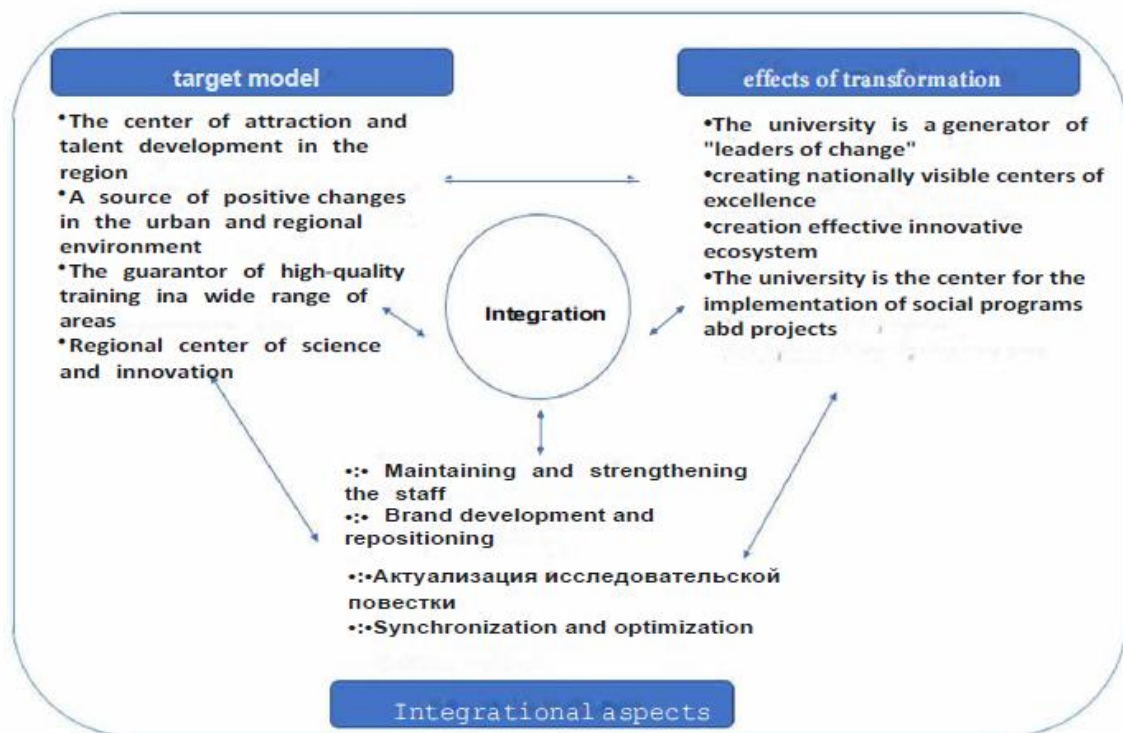 target model
•The center of attraction and
talent development in the
region
•A source of positive changes
in the urban and regional
environment
•The guarantor of high-quality
training ina wide range of
areas
•Regional center of science
and innovation
effects of transformation
•The university is a generator of
"leaders of change"
•creating nationally visible centers of
excellence
•creation effective innovative
ecosystem
•The university is the center for the
implementation of social programs
abd projects
Integration
•:• Maintaining and strengthening
the staff
•:• Brand development and
repositioning
•:•Актуализация исследовательской
повестки
•:•Synchronization and optimization
Integrational aspects